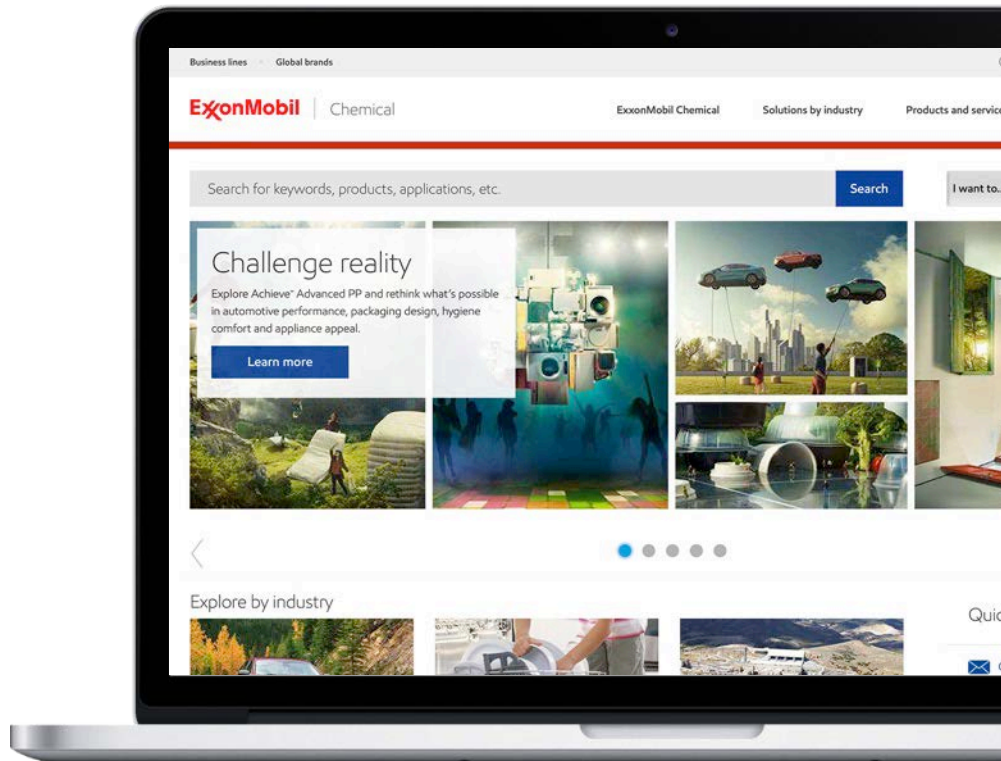 Business lines
Global brands
ExxonMobil
Chemical
ExxonMobil Chemical
Solutions by industry
Search for keywords, products, applications, etc.
Search
I want to...
Challenge reality
Explore Achieve™ Advanced PP and rethink what's possible
in automotive performance, packaging design, hygiene
comfort and appliance appeal.
Learn more
Explore by industry